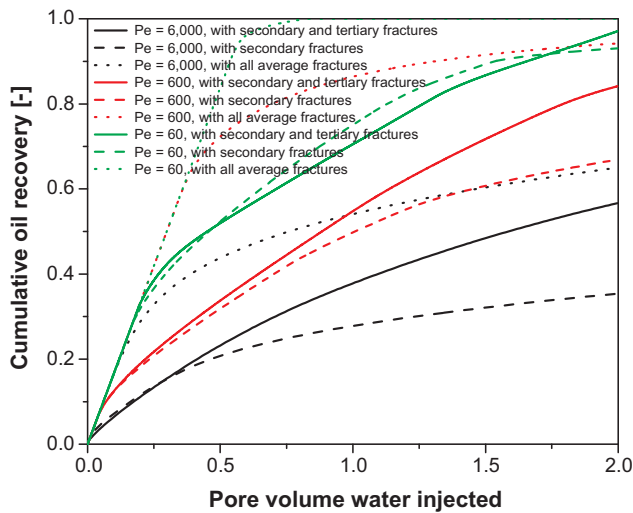 1.0
Pe = 6,000, with secondary and tertiary fractures
Pe = 6,000, with secondary fractures
Pe = 6,000, with all average fractures
Pe = 600, with secondary and tertiary fractures
Pe = 600, with secondary fractures
Pe = 600, with all average fractures
Pe = 60, with secondary and tertiary fractures
Pe = 60, with secondary fractures
Pe = 60, with all average fractures
0.8
0.6
0.4
0.2
0.0
Cumulative oil recovery [-]
0.0 0.5 1.0 1.5 2.0
Pore volume water injected